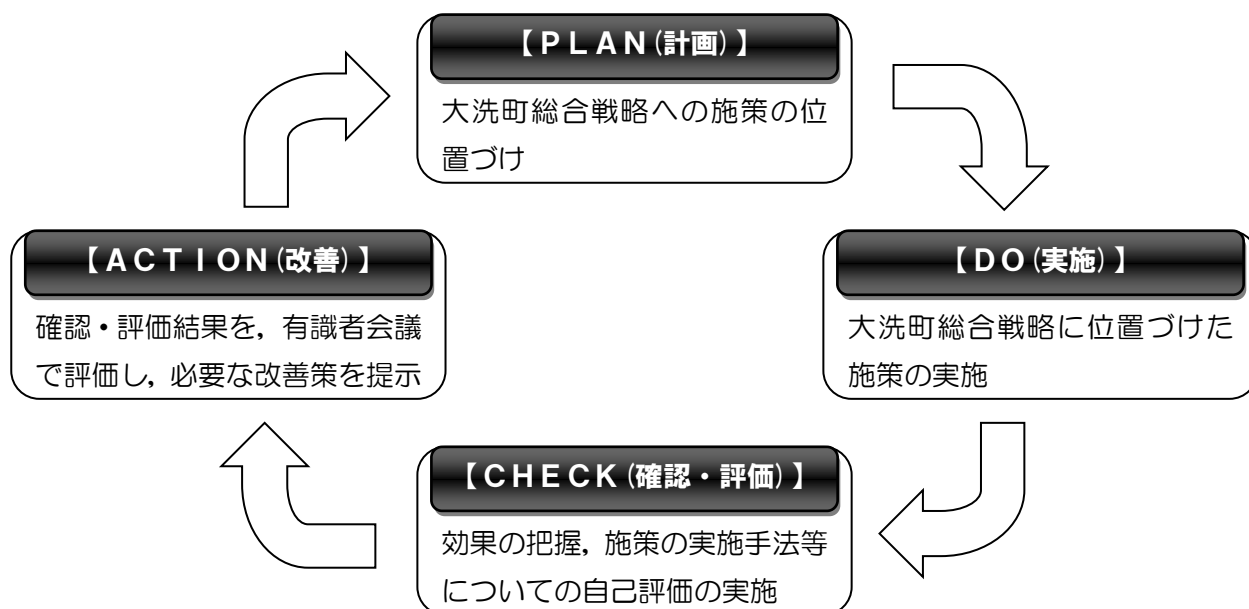 【PLAN(計画)】
大洗町総合戦略への施策の位
置づけ
【ACTION(改善)】
確認・評価結果を，有識者会議
で評価し，必要な改善策を提示
【DO(実施)】
大洗町総合戦略に位置づけた
施策の実施
【CHECK(確認・評価)】
効果の把握，施策の実施手法等
についての自己評価の実施